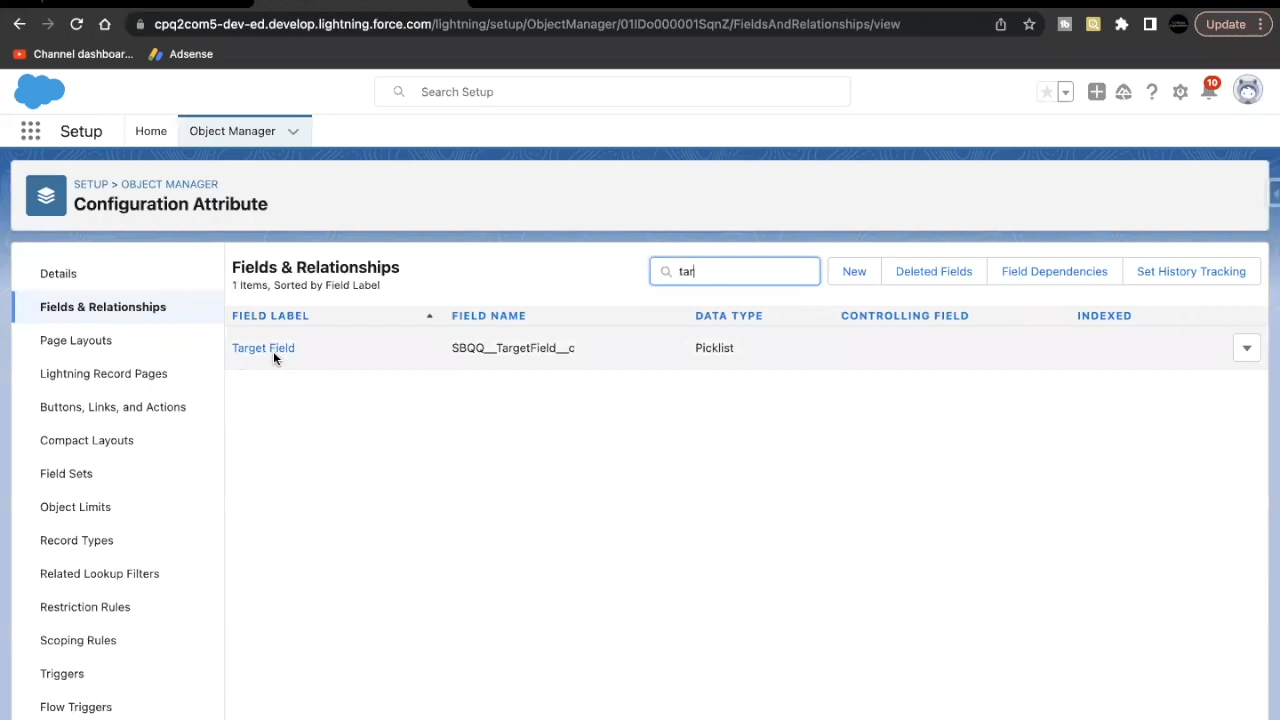 cpq2com5-dev-ed.develop.lightning.force.com/lightning/setup/ObjectManager/01IDo000001SqnZ/FieldsAndRelationships/view
Update
Channel dashboar...
Adsense
Search Setup
10
Setup
Home
Object Manager
SETUP > OBJECT MANAGER
Configuration Attribute
Details
Fields & Relationships
Page Layouts
Lightning Record Pages
Buttons, Links, and Actions
Compact Layouts
Field Sets
Object Limits
Record Types
Related Lookup Filters
Restriction Rules
Scoping Rules
Triggers
Flow Triggers
Fields & Relationships
1 Items, Sorted by Field Label
tar
New
Deleted Fields
Field Dependencies
Set History Tracking
FIELD LABEL
FIELD NAME
DATA TYPE
CONTROLLING FIELD
INDEXED
Target Field
SBQQ__TargetField__c
Picklist